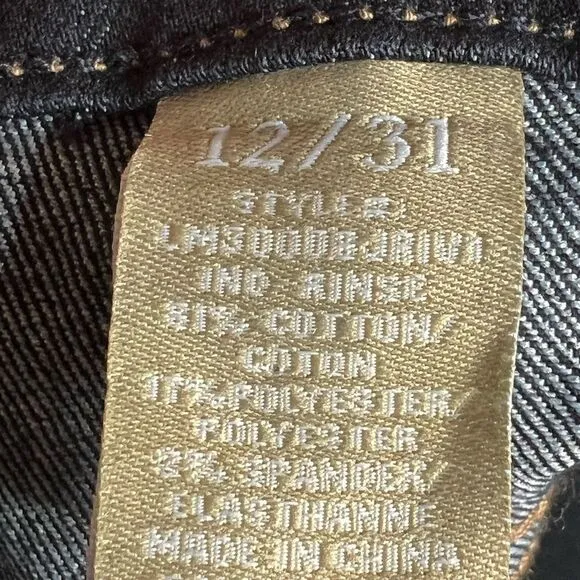 12/31
STYLE#:
IND RINSE
81% COTTON/
COTON
17%POLYESTER/
POLYESTER
2% SPANDEX/
ELASTHANNE
MADE IN CHINA